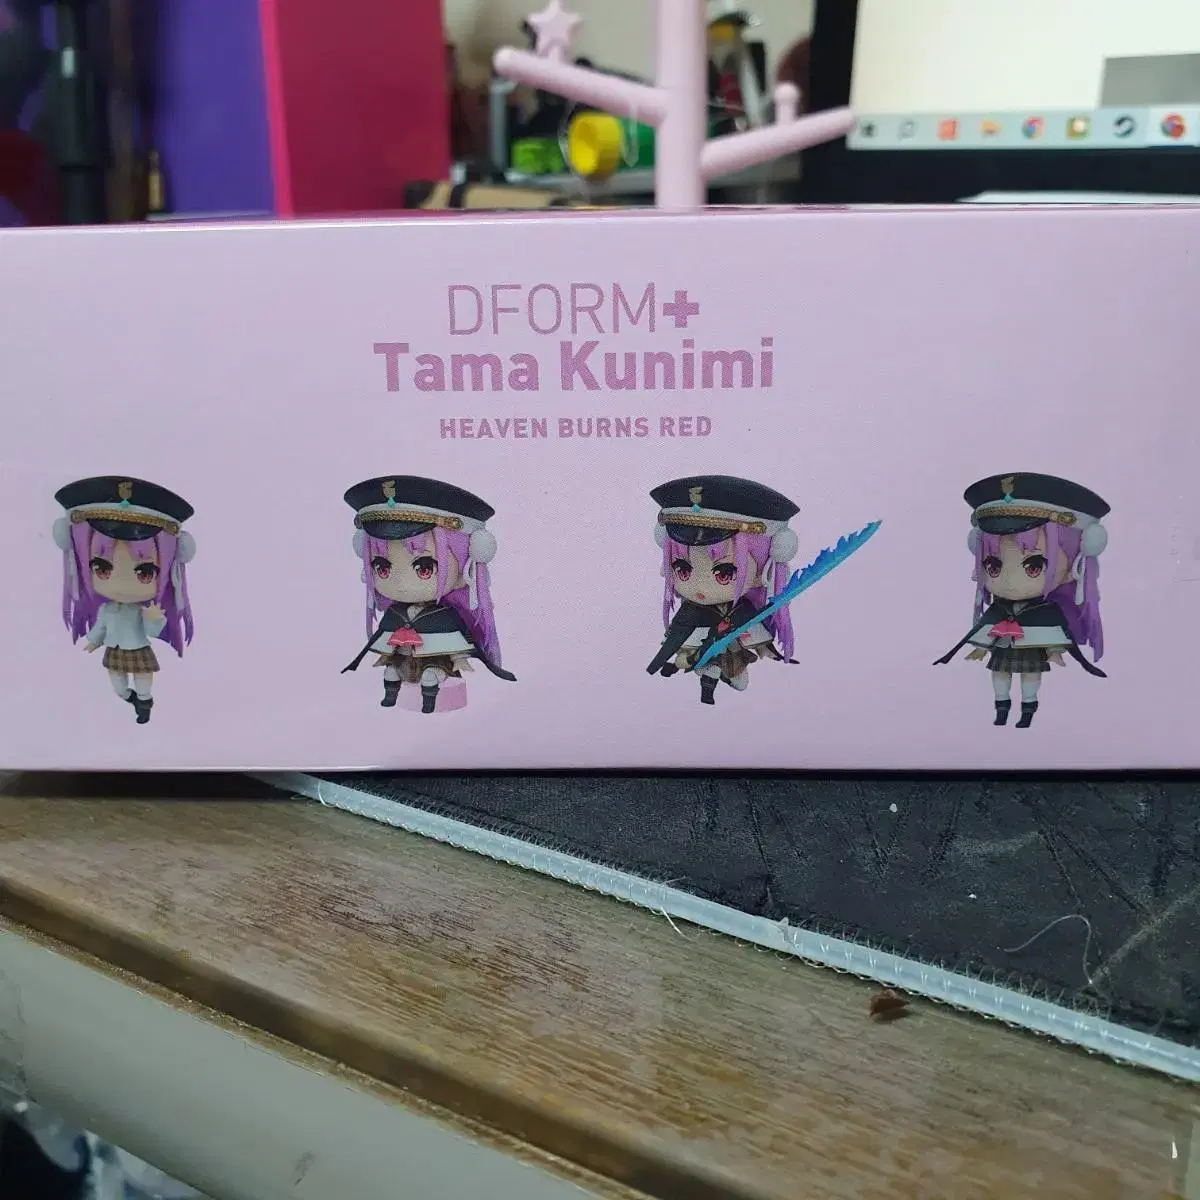 DFORM+
Tama Kunimi
HEAVEN BURNS RED